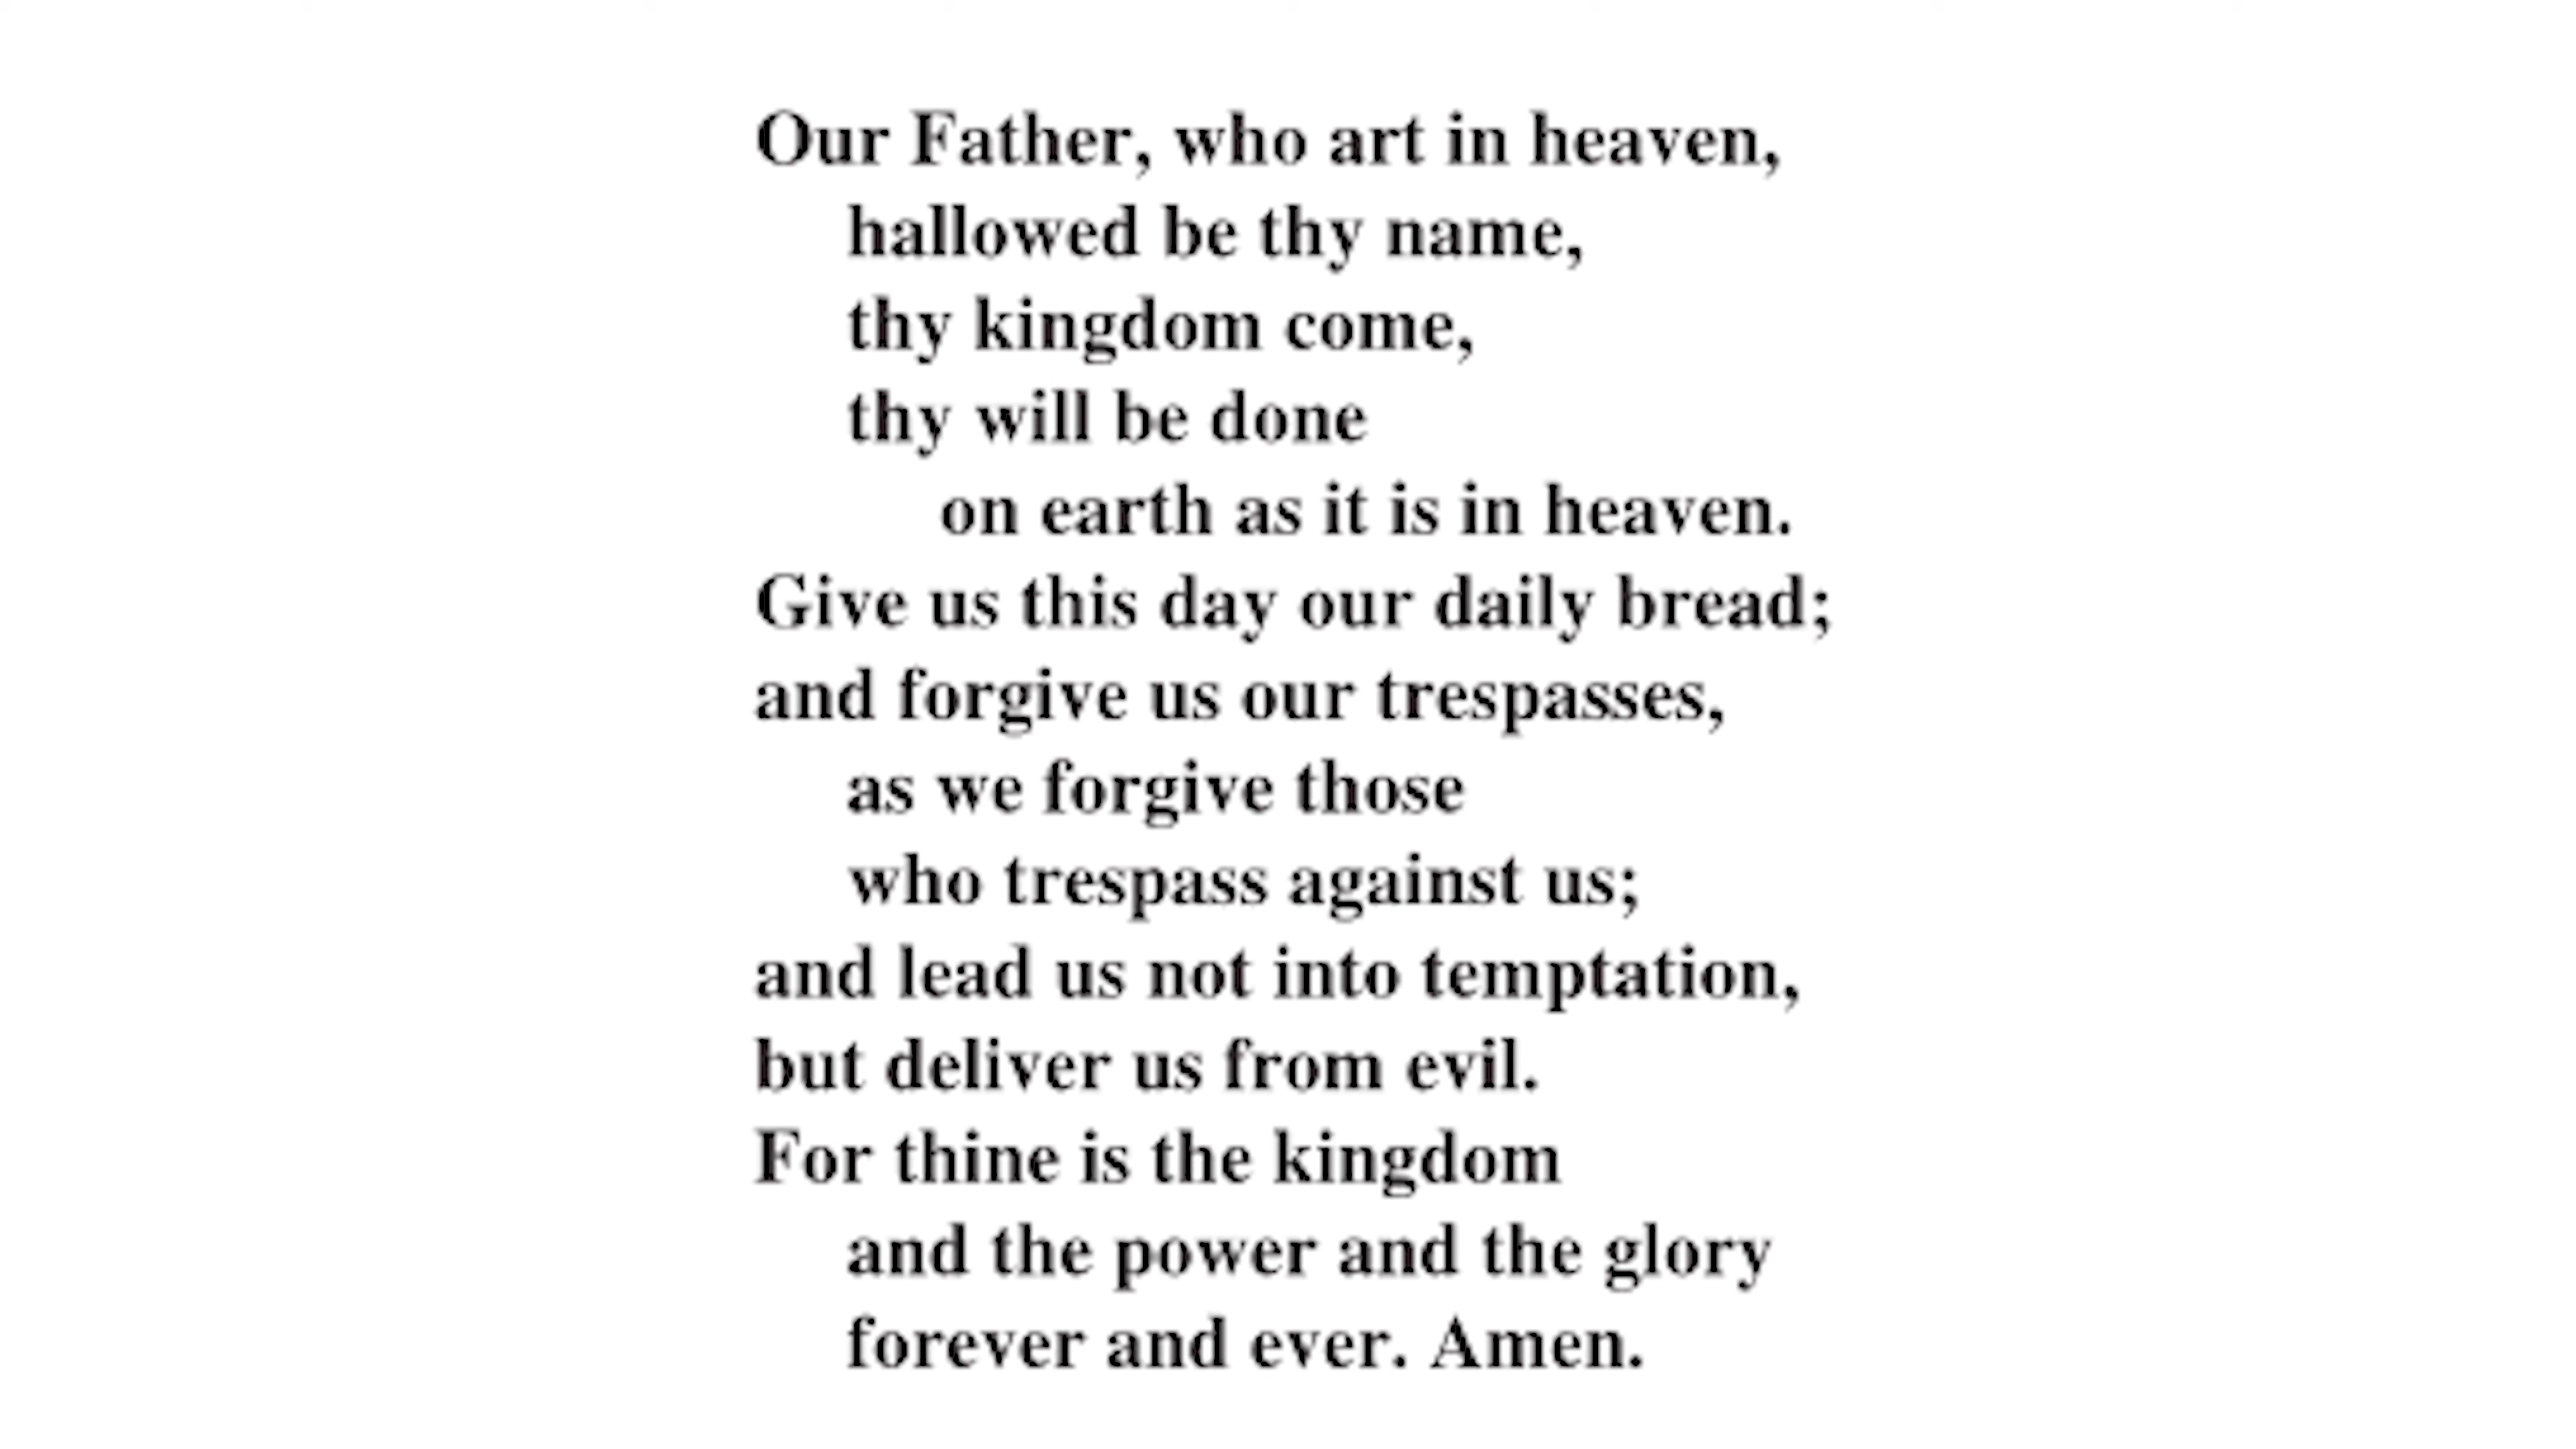 Our Father, who art in heaven,
hallowed be thy name,
thy kingdom come,
thy will be done
on earth as it is in heaven.
Give us this day our daily bread;
and forgive us our trespasses,
as we forgive those
who trespass against us;
and lead us not into temptation,
but deliver us from evil.
For thine is the kingdom
and the power and the glory
forever and ever. Amen.